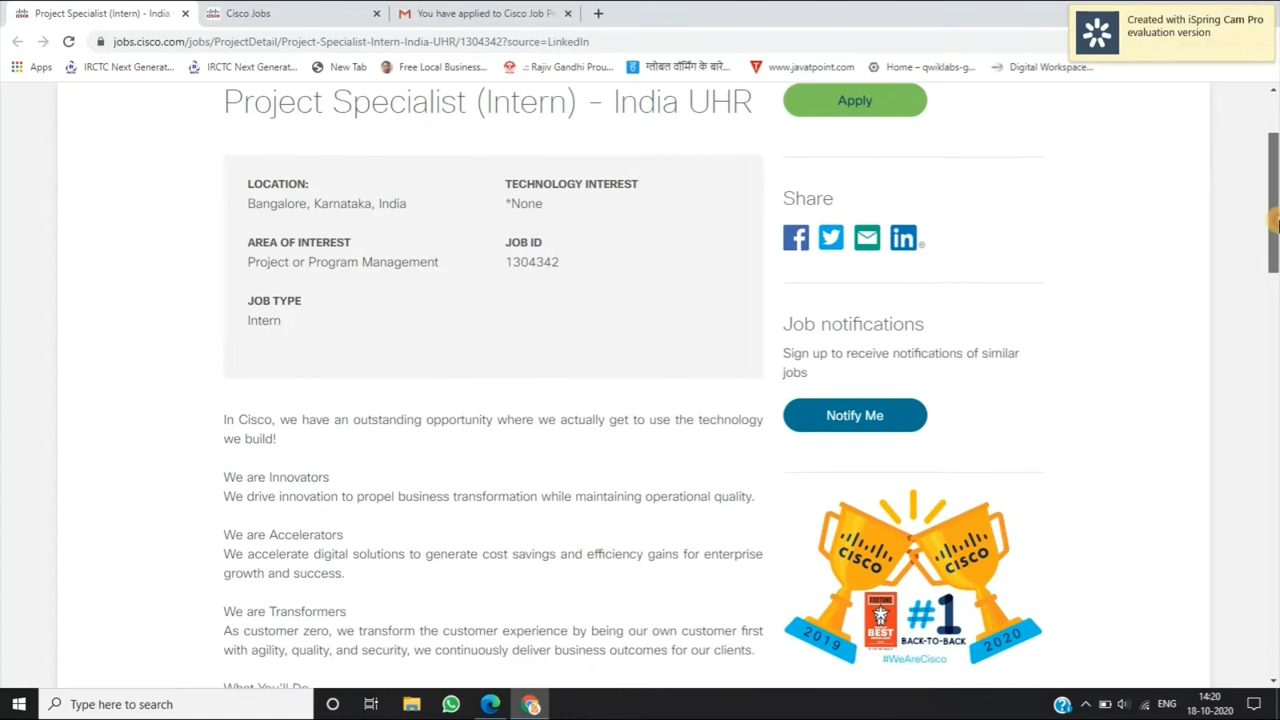 Project Specialist (Intern) - India
Cisco Jobs
You have applied to Cisco Job P
Created with iSpring Cam Pro
evaluation version
jobs.cisco.com/jobs/ProjectDetail/Project-Specialist-Intern-India-UHR/1304342?source=LinkedIn
Apps
IRCTC Next Generat...
IRCTC Next Generat...
New Tab
Free Local Business...
.:: Rajiv Gandhi Prou...
ग्लोबल वॉर्मिंग के बारे...
www.javatpoint.com
Home – qwiklabs-g...
Digital Workspace...
Project Specialist (Intern) - India UHR
Apply
LOCATION:
Bangalore, Karnataka, India
TECHNOLOGY INTEREST
*None
AREA OF INTEREST
Project or Program Management
JOB ID
1304342
JOB TYPE
Intern
Share
Job notifications
Sign up to receive notifications of similar
jobs
Notify Me
In Cisco, we have an outstanding opportunity where we actually get to use the technology
we build!
We are Innovators
We drive innovation to propel business transformation while maintaining operational quality.
We are Accelerators
We accelerate digital solutions to generate cost savings and efficiency gains for enterprise
growth and success.
We are Transformers
As customer zero, we transform the customer experience by being our own customer first
with agility, quality, and security, we continuously deliver business outcomes for our clients.
What You'll Do
CISCO
CISCO
FORTUNE
BEST
#1
BACK-TO-BACK
2019
2020
#WeAreCisco
Type here to search
ENG
14:20
18-10-2020